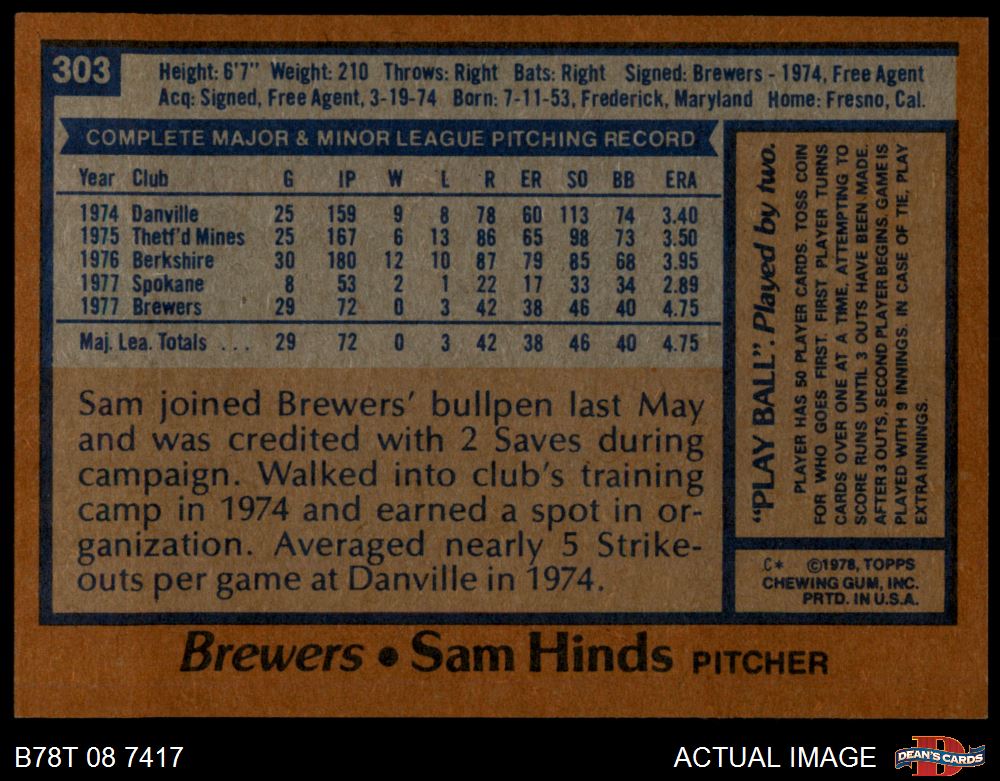 303
Height: 6'7" Weight: 210 Throws: Right Bats: Right Signed: Brewers - 1974, Free Agent
Acq: Signed, Free Agent, 3-19-74 Born: 7-11-53, Frederick, Maryland Home: Fresno, Cal.
COMPLETE MAJOR & MINOR LEAGUE PITCHING RECORD
Year Club G IP W L R ER SO BB ERA
1974 Danville 25 159 9 8 78 60 113 74 3.40
1975 Thetf'd Mines 25 167 6 13 86 65 98 73 3.50
1976 Berkshire 30 180 12 10 87 79 85 68 3.95
1977 Spokane 8 53 2 1 22 17 33 34 2.89
1977 Brewers 29 72 0 3 42 38 46 40 4.75
Maj. Lea. Totals ... 29 72 0 3 42 38 46 40 4.75
Sam joined Brewers' bullpen last May
and was credited with 2 Saves during
campaign. Walked into club's training
camp in 1974 and earned a spot in or-
ganization. Averaged nearly 5 Strike-
outs per game at Danville in 1974.
"PLAY BALL". Played by two.
PLAYER HAS 50 PLAYER CARDS. TOSS COIN
FOR WHO GOES FIRST. FIRST PLAYER TURNS
CARDS OVER ONE AT A TIME, ATTEMPTING TO
SCORE RUNS UNTIL 3 OUTS HAVE BEEN MADE.
AFTER 3 OUTS, SECOND PLAYER BEGINS. GAME IS
PLAYED WITH 9 INNINGS. IN CASE OF TIE, PLAY
EXTRA INNINGS.
C* ©1978, TOPPS
CHEWING GUM, INC.
PRTD. IN U.S.A.
Brewers • Sam Hinds PITCHER
B78T 08 7417
ACTUAL IMAGE
D
DEAN'S CARDS